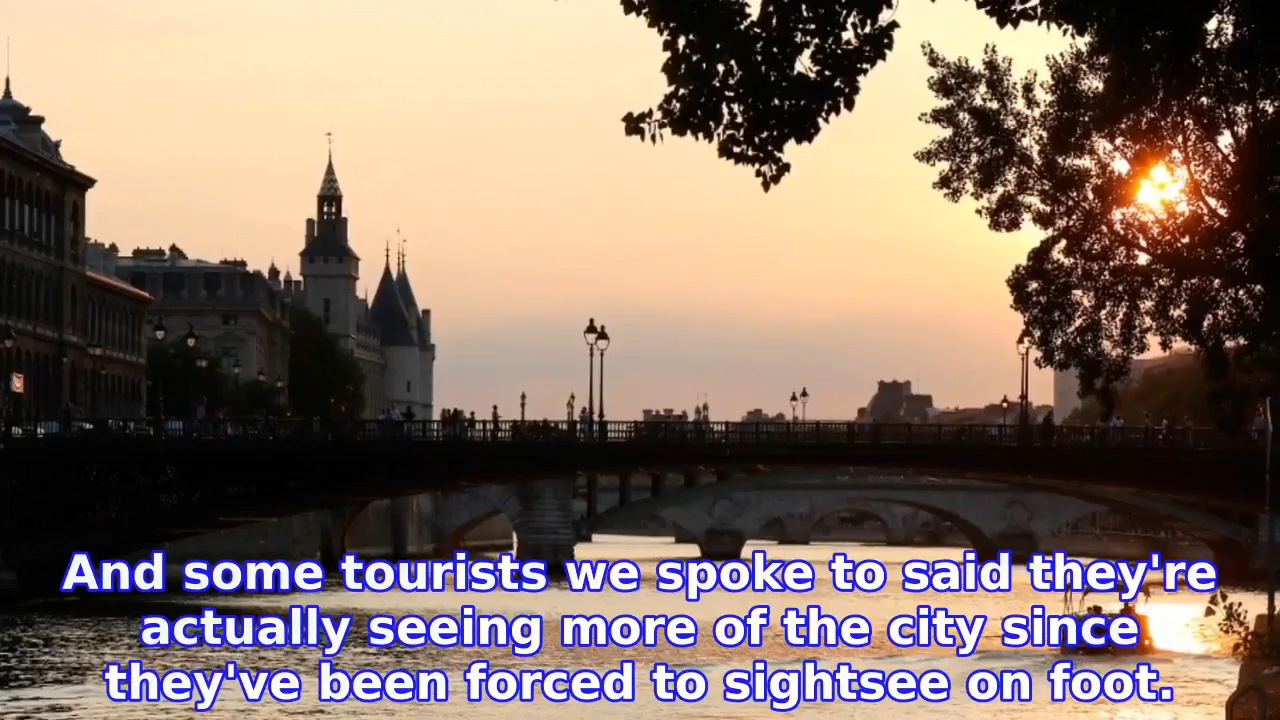 And some tourists we spoke to said they're
actually seeing more of the city since
they've been forced to sightsee on foot.